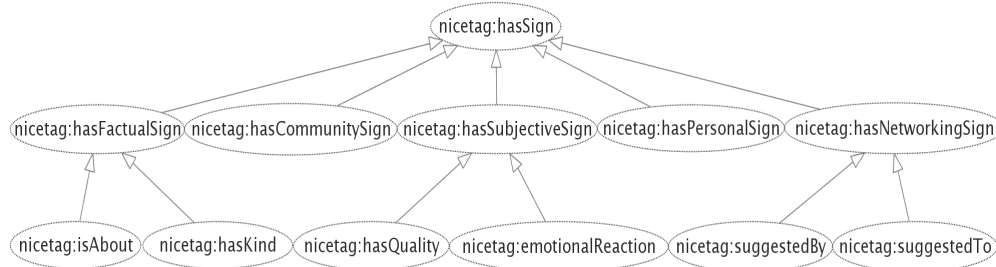 nicetag:hasSign
nicetag:hasFactualSign
nicetag:hasCommunitySign
nicetag:hasSubjectiveSign
nicetag:hasPersonalSign
nicetag:hasNetworkingSign
nicetag:isAbout
nicetag:hasKind
nicetag:hasQuality
nicetag:emotionalReaction
nicetag:suggestedBy
nicetag:suggestedTo